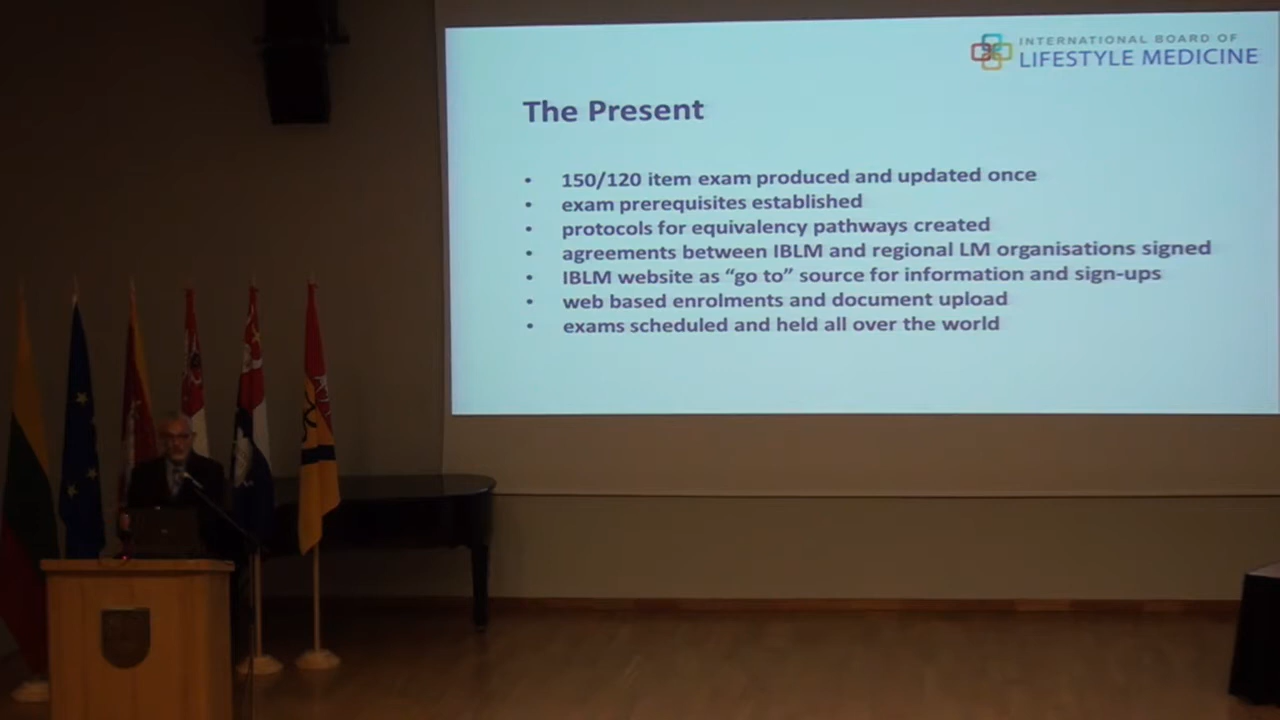 INTERNATIONAL BOARD OF
LIFESTYLE MEDICINE
The Present
• 150/120 item exam produced and updated once
• exam prerequisites established
• protocols for equivalency pathways created
• agreements between IBLM and regional LM organisations signed
• IBLM website as “go to” source for information and sign-ups
• web based enrolments and document upload
• exams scheduled and held all over the world